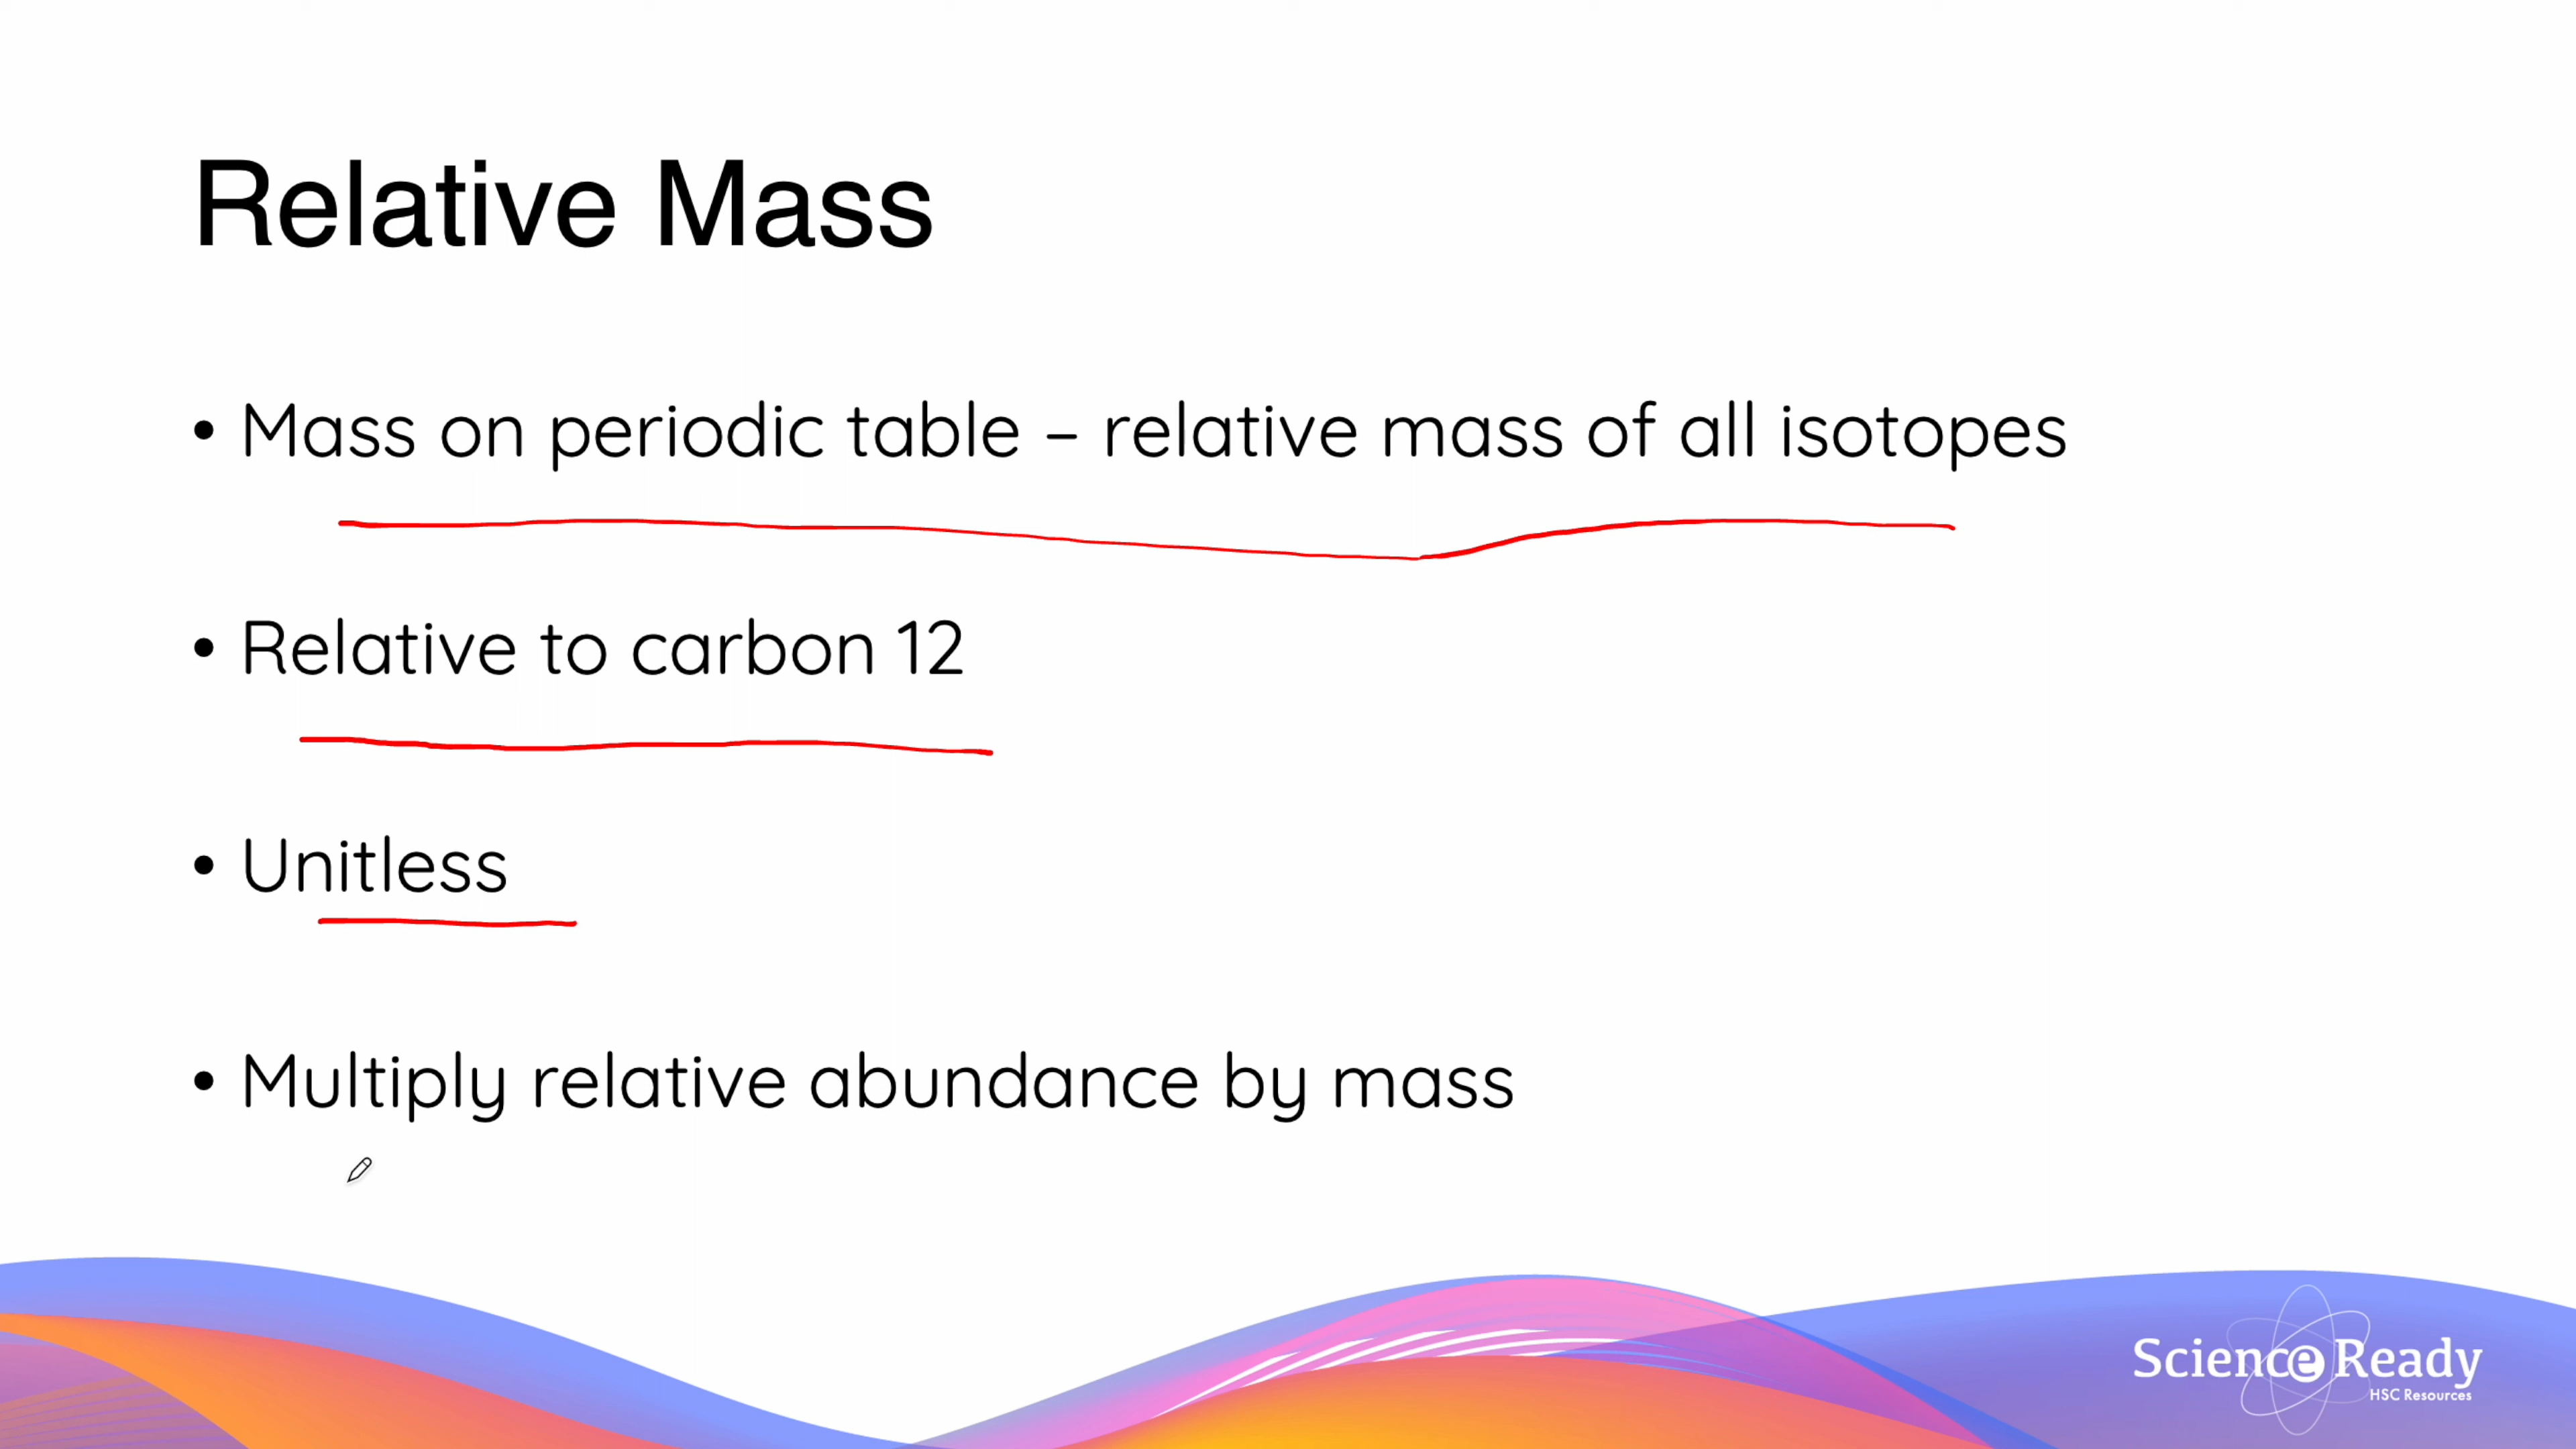 Relative Mass
• Mass on periodic table – relative mass of all isotopes
• Relative to carbon 12
• Unitless
• Multiply relative abundance by mass
Science Ready
HSC Resources